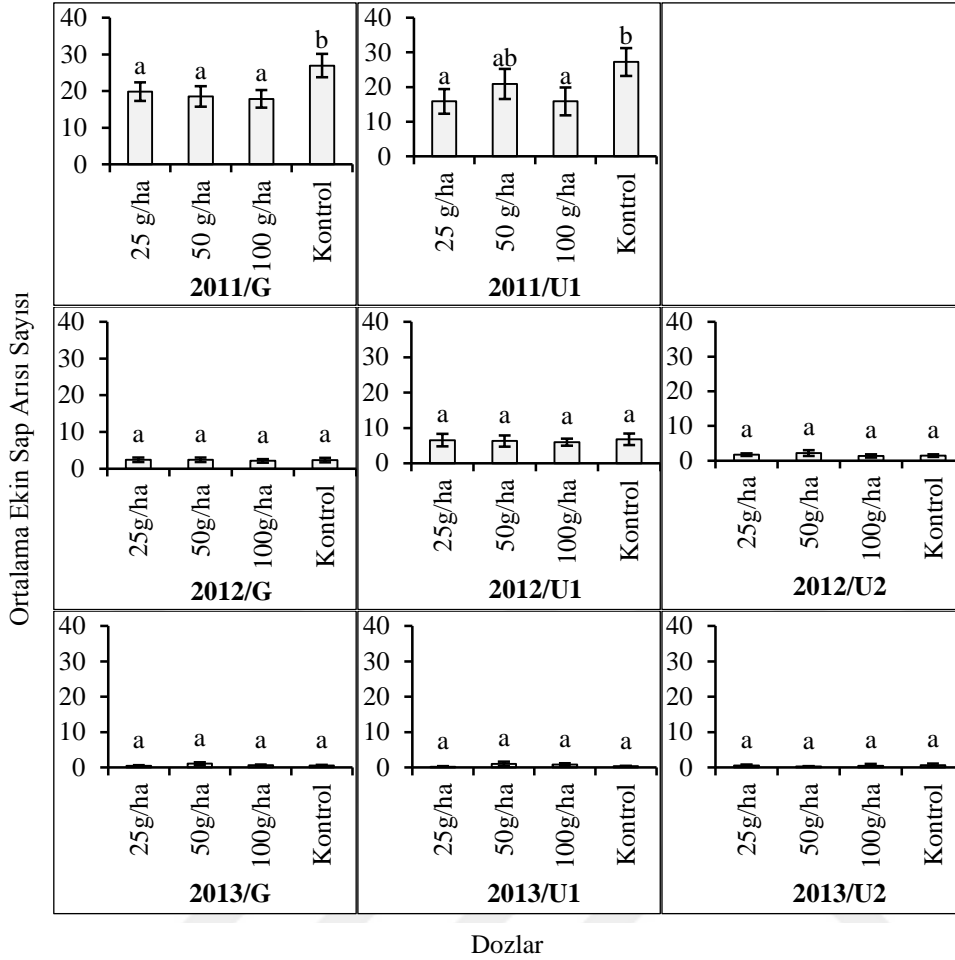 Ortalama Ekin Sap Arısı Sayısı
40
30
20
10
0
a
a
a
b
25 g/ha
50 g/ha
100 g/ha
Kontrol
2011/G
40
30
20
10
0
a
ab
a
b
25 g/ha
50 g/ha
100 g/ha
Kontrol
2011/U1
40
30
20
10
0
a
a
a
a
25g/ha
50g/ha
100g/ha
Kontrol
2012/G
40
30
20
10
0
a
a
a
a
25g/ha
50g/ha
100g/ha
Kontrol
2012/U1
40
30
20
10
0
a
a
a
a
25g/ha
50g/ha
100g/ha
Kontrol
2012/U2
40
30
20
10
0
a
a
a
a
25g/ha
50g/ha
100g/ha
Kontrol
2013/G
40
30
20
10
0
a
a
a
a
25g/ha
50g/ha
100g/ha
Kontrol
2013/U1
40
30
20
10
0
a
a
a
a
25g/ha
50g/ha
100g/ha
Kontrol
2013/U2
Dozlar